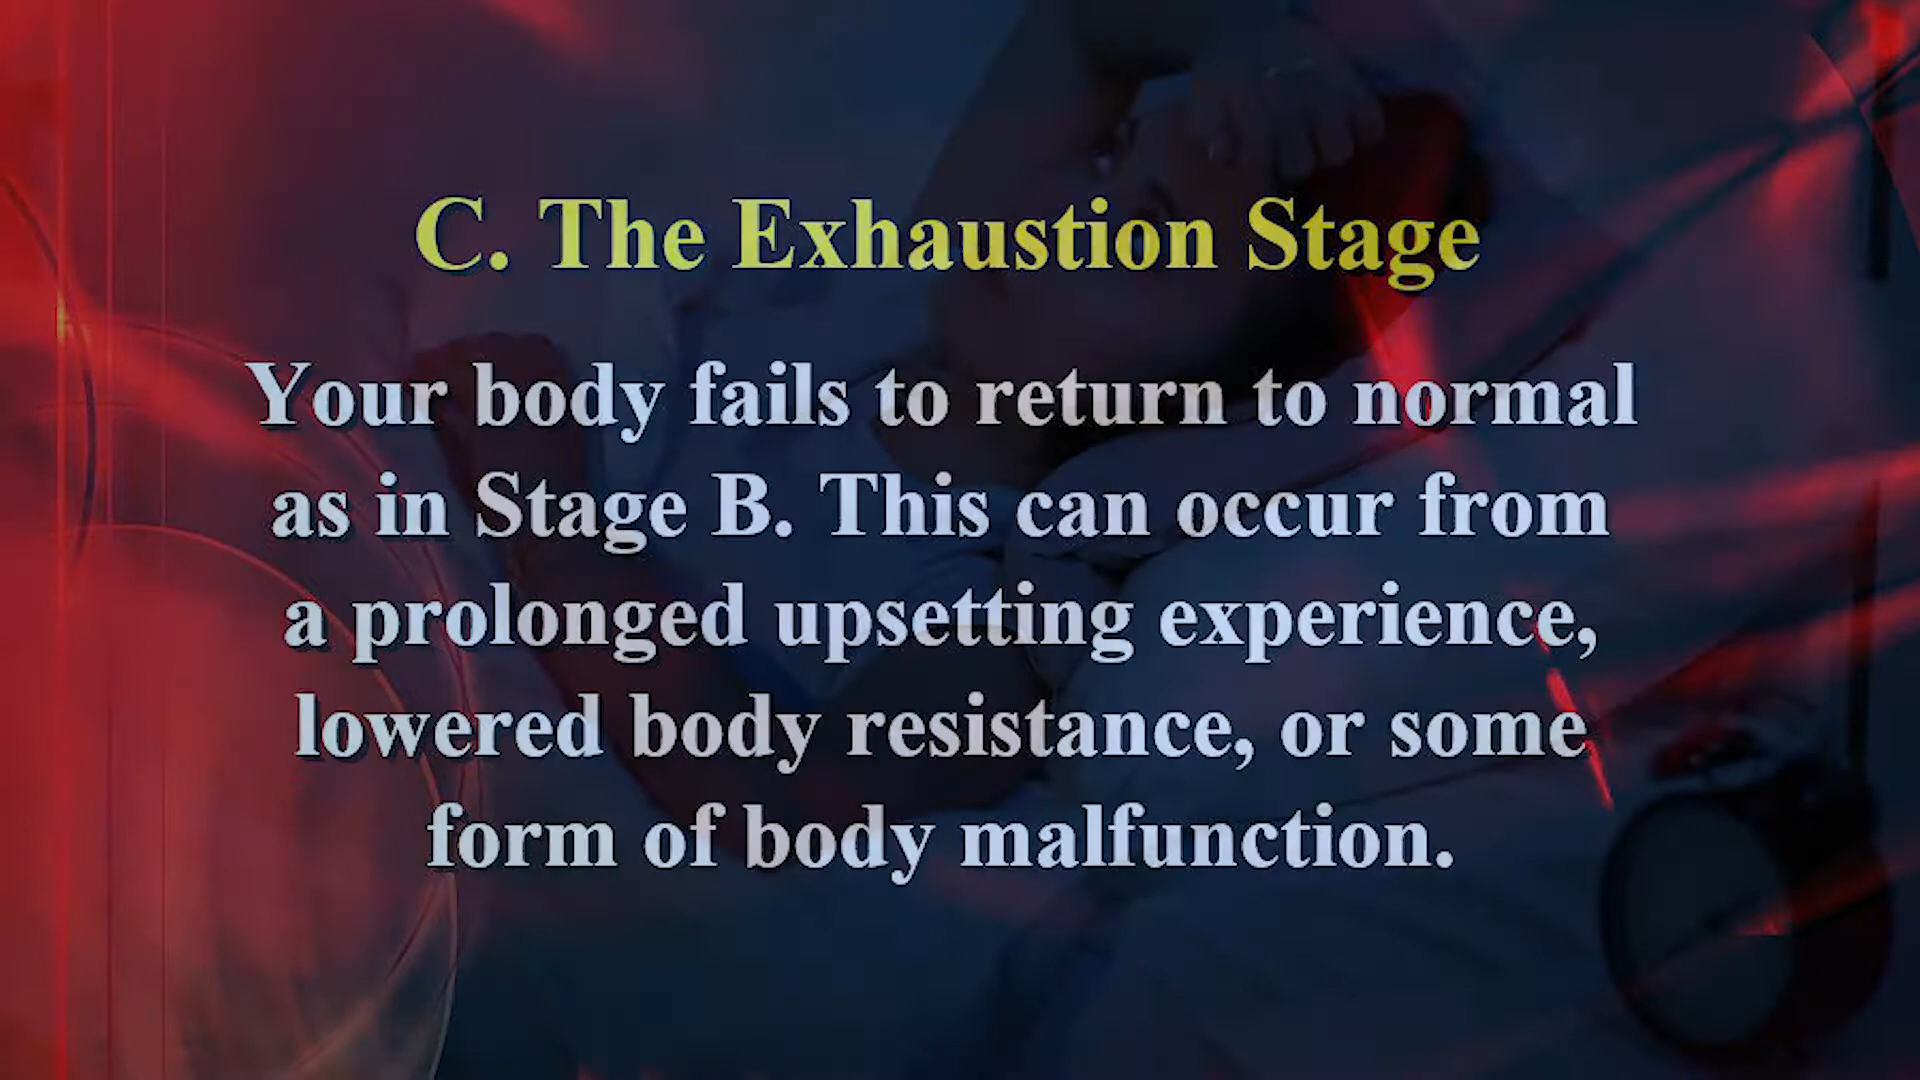 C. The Exhaustion Stage
Your body fails to return to normal
as in Stage B. This can occur from
a prolonged upsetting experience,
lowered body resistance, or some
form of body malfunction.